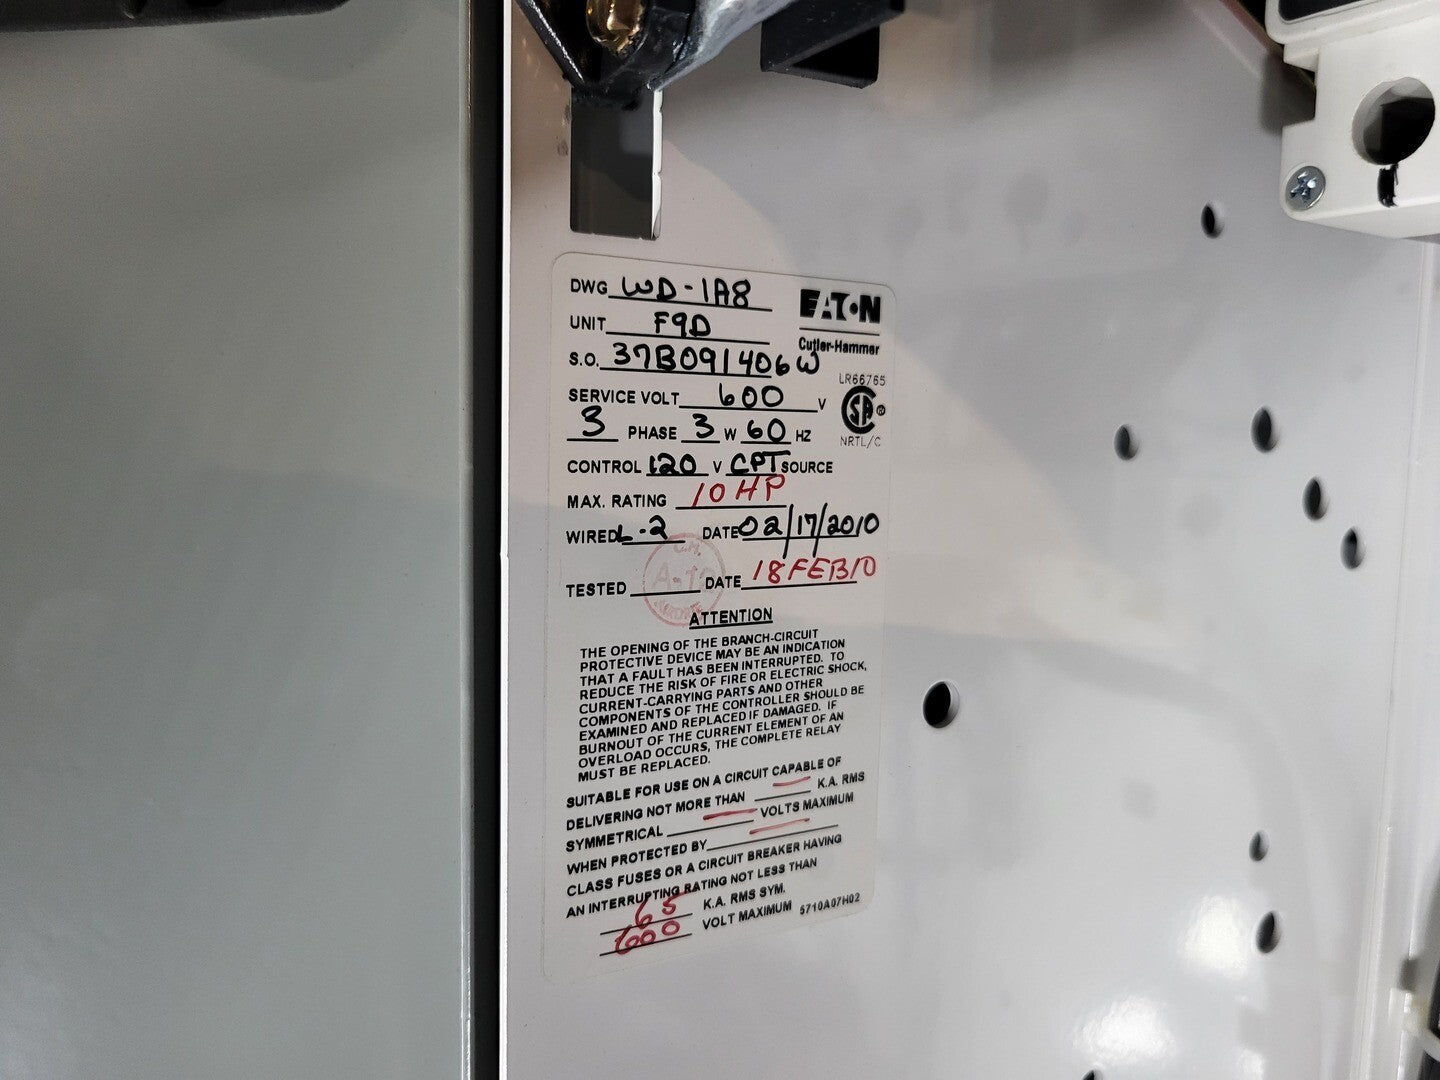 DWG WD-1A8
EATON
UNIT F9D
Cutler-Hammer
S.O. 37B091406W
LR66765
SERVICE VOLT 600 V
SA
NRTL/C
3 PHASE 3 W 60 HZ
CONTROL 120 V CPT SOURCE
MAX. RATING 10HP
WIRED L-2 DATE 02/17/2010
TESTED DATE 18FEB10
ATTENTION
THE OPENING OF THE BRANCH-CIRCUIT
PROTECTIVE DEVICE MAY BE AN INDICATION
THAT A FAULT HAS BEEN INTERRUPTED. TO
REDUCE THE RISK OF FIRE OR ELECTRIC SHOCK,
CURRENT-CARRYING PARTS AND OTHER
COMPONENTS OF THE CONTROLLER SHOULD BE
EXAMINED AND REPLACED IF DAMAGED. IF
BURNOUT OF THE CURRENT ELEMENT OF AN
OVERLOAD OCCURS, THE COMPLETE RELAY
MUST BE REPLACED.
SUITABLE FOR USE ON A CIRCUIT CAPABLE OF
DELIVERING NOT MORE THAN K.A. RMS
SYMMETRICAL VOLTS MAXIMUM
WHEN PROTECTED BY
CLASS FUSES OR A CIRCUIT BREAKER HAVING
AN INTERRUPTING RATING NOT LESS THAN
65 K.A. RMS SYM.
600 VOLT MAXIMUM 5710A07H02